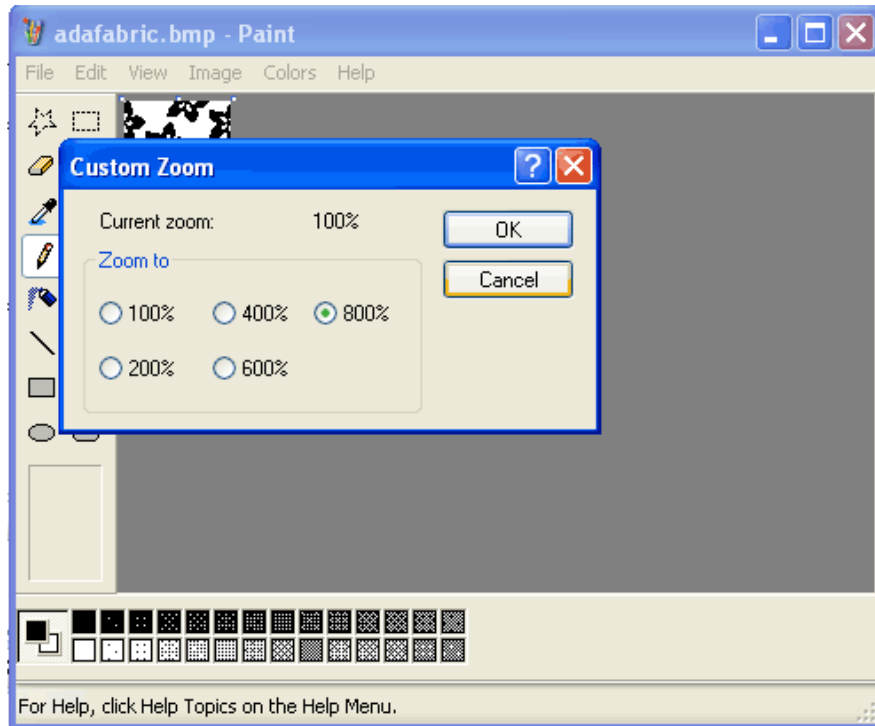 adafabric.bmp - Paint
File Edit View Image Colors Help
Custom Zoom
?
Current zoom: 100%
OK
Zoom to
Cancel
100% 400% 800%
200% 600%
For Help, click Help Topics on the Help Menu.